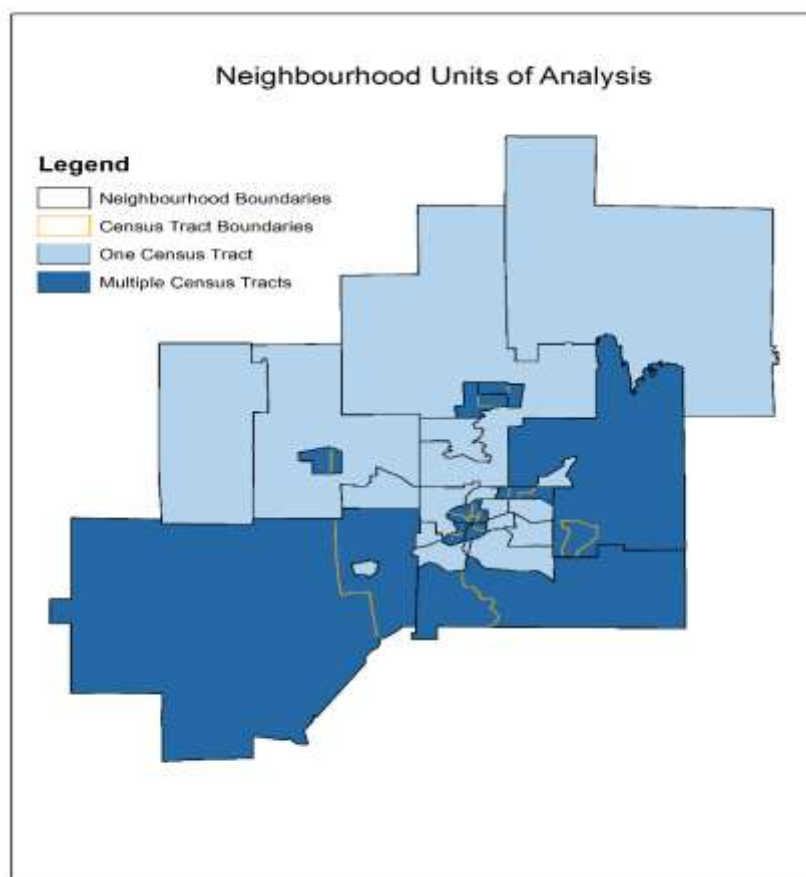 Neighbourhood Units of Analysis
Legend
Neighbourhood Boundaries
Census Tract Boundaries
One Census Tract
Multiple Census Tracts